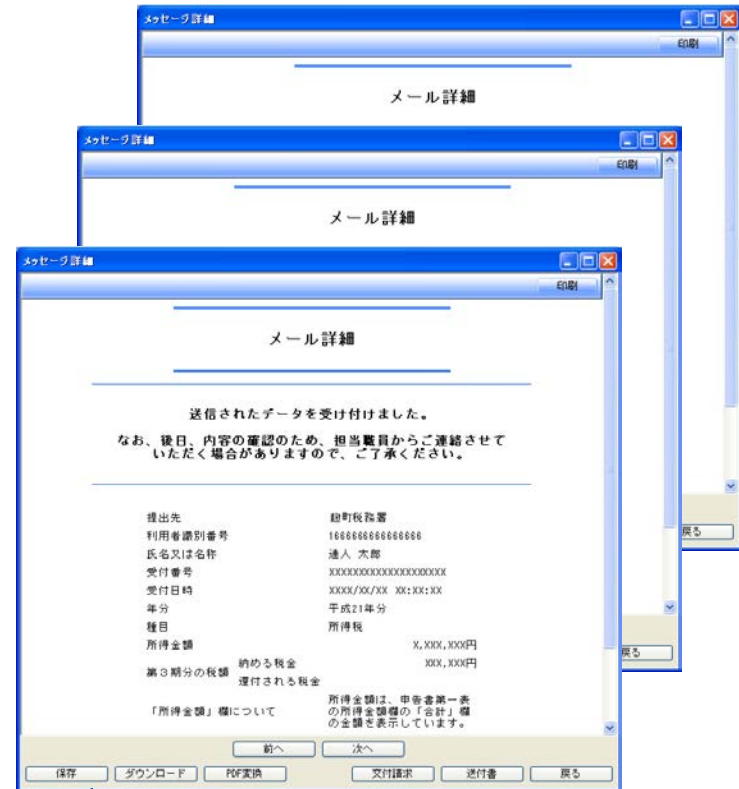 メッセージ詳細
印刷
メール詳細
メッセージ詳細
印刷
メール詳細
メッセージ詳細
印刷
メール詳細
送信されたデータを受け付けました。
なお、後日、内容の確認のため、担当職員からご連絡させて
いただく場合がありますので、ご了承ください。
提出先 麹町税務署
利用者識別番号 1666666666666666
氏名又は名称 達人 太郎
受付番号 XXXXXXXXXXXXXXXXXXXX
受付日時 XXXX/XX/XX XX:XX:XX
年分 平成21年分
種目 所得税
所得金額 X,XXX,XXX円
第3期分の税額 納める税金 XXX,XXX円
還付される税金
「所得金額」欄について 所得金額は、申告書第一表
の所得金額欄の「合計」欄
の金額を表示しています。
前へ 次へ
保存 ダウンロード PDF変換 交付請求 送付書 戻る
戻る
戻る